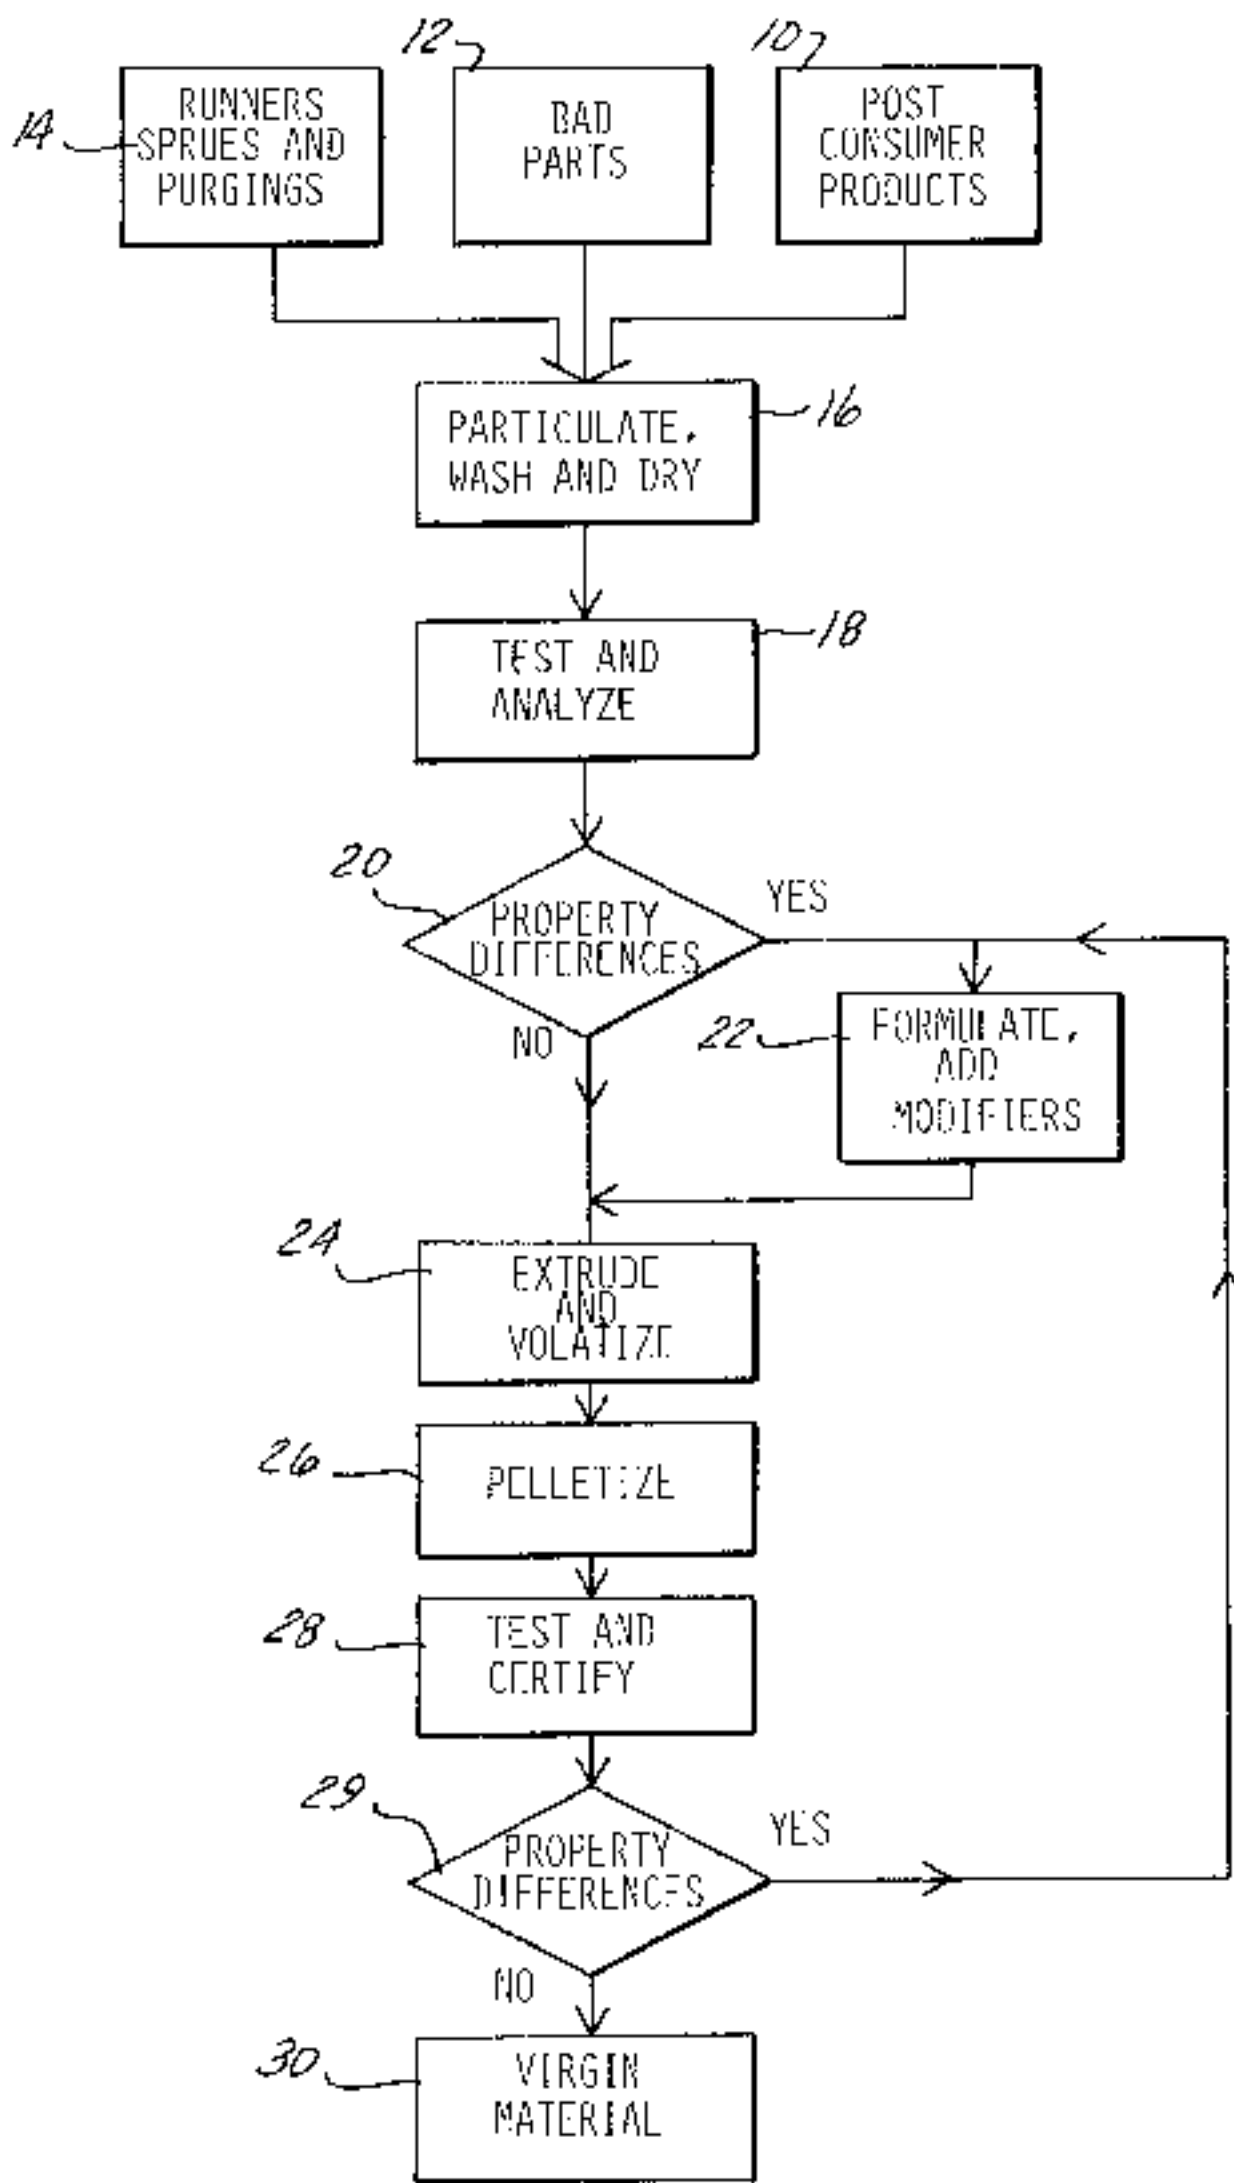 14
RUNNERS
SPRUES AND
PURGINGS
12
BAD
PARTS
10
POST
CONSUMER
PRODUCTS
PARTICULATE,
WASH AND DRY
16
TEST AND
ANALYZE
18
20
PROPERTY
DIFFERENCES
YES
NO
22
FORMULATE,
ADD
MODIFIERS
24
EXTRUDE
AND
VOLATIZE
26
PELLETIZE
28
TEST AND
CERTIFY
29
PROPERTY
DIFFERENCES
YES
NO
30
VIRGIN
MATERIAL